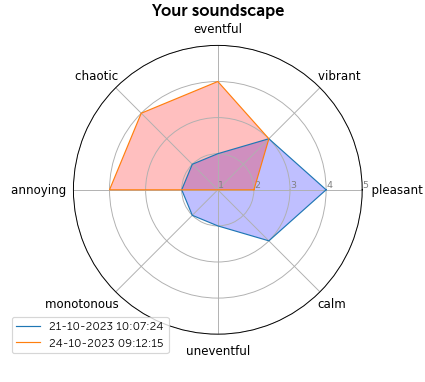 Your soundscape
eventful
chaotic
vibrant
annoying
1 2 3 4 5
pleasant
monotonous
calm
21-10-2023 10:07:24
24-10-2023 09:12:15
uneventful